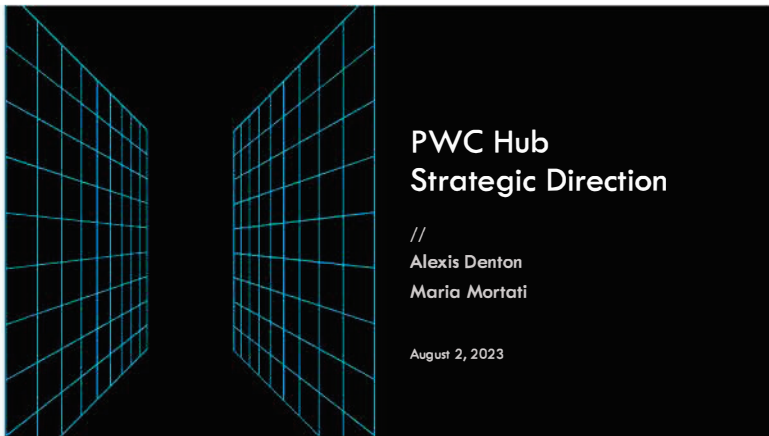 PWC Hub
Strategic Direction
//
Alexis Denton
Maria Mortati
August 2, 2023